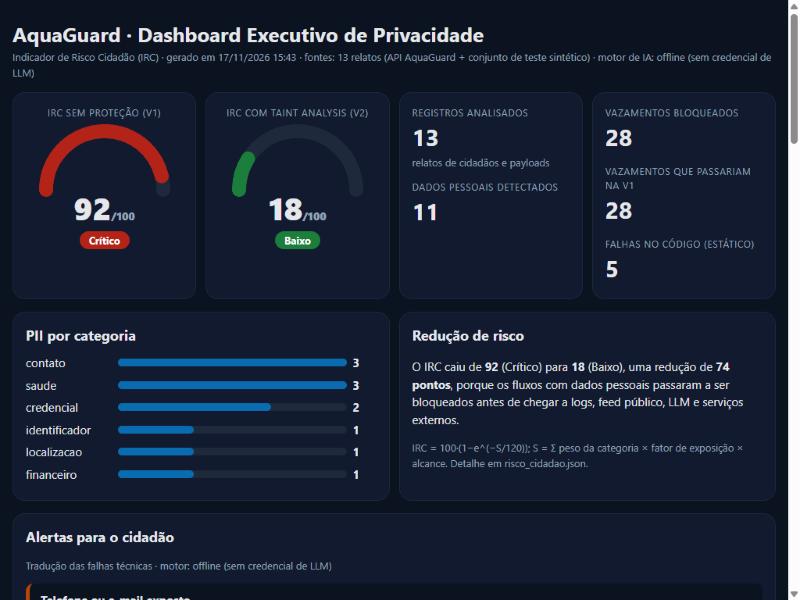 AquaGuard · Dashboard Executivo de Privacidade
Indicador de Risco Cidadão (IRC) · gerado em 17/11/2026 15:43 · fontes: 13 relatos (API AquaGuard + conjunto de teste sintético) · motor de IA: offline (sem credencial de
LLM)
IRC SEM PROTEÇÃO (V1)
92/100
Crítico
IRC COM TAINT ANALYSIS (V2)
18/100
Baixo
REGISTROS ANALISADOS
13
relatos de cidadãos e payloads
DADOS PESSOAIS DETECTADOS
11
VAZAMENTOS BLOQUEADOS
28
VAZAMENTOS QUE PASSARIAM
NA V1
28
FALHAS NO CÓDIGO (ESTÁTICO)
5
PII por categoria
contato 3
saude 3
credencial 2
identificador 1
localizacao 1
financeiro 1
Redução de risco
O IRC caiu de 92 (Crítico) para 18 (Baixo), uma redução de 74
pontos, porque os fluxos com dados pessoais passaram a ser
bloqueados antes de chegar a logs, feed público, LLM e serviços
externos.
IRC = 100·(1−e^(−S/120)); S = Σ peso da categoria × fator de exposição ×
alcance. Detalhe em risco_cidadao.json.
Alertas para o cidadão
Tradução das falhas técnicas · motor: offline (sem credencial de LLM)
Telefone ou e-mail exposto